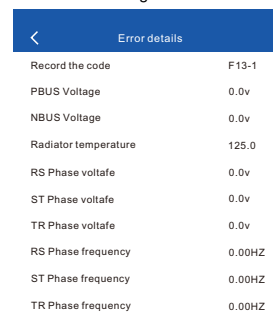 Error details
Record the code F13-1
PBUS Voltage 0.0v
NBUS Voltage 0.0v
Radiator temperature 125.0
RS Phase voltafe 0.0v
ST Phase voltafe 0.0v
TR Phase voltafe 0.0v
RS Phase frequency 0.00HZ
ST Phase frequency 0.00HZ
TR Phase frequency 0.00HZ